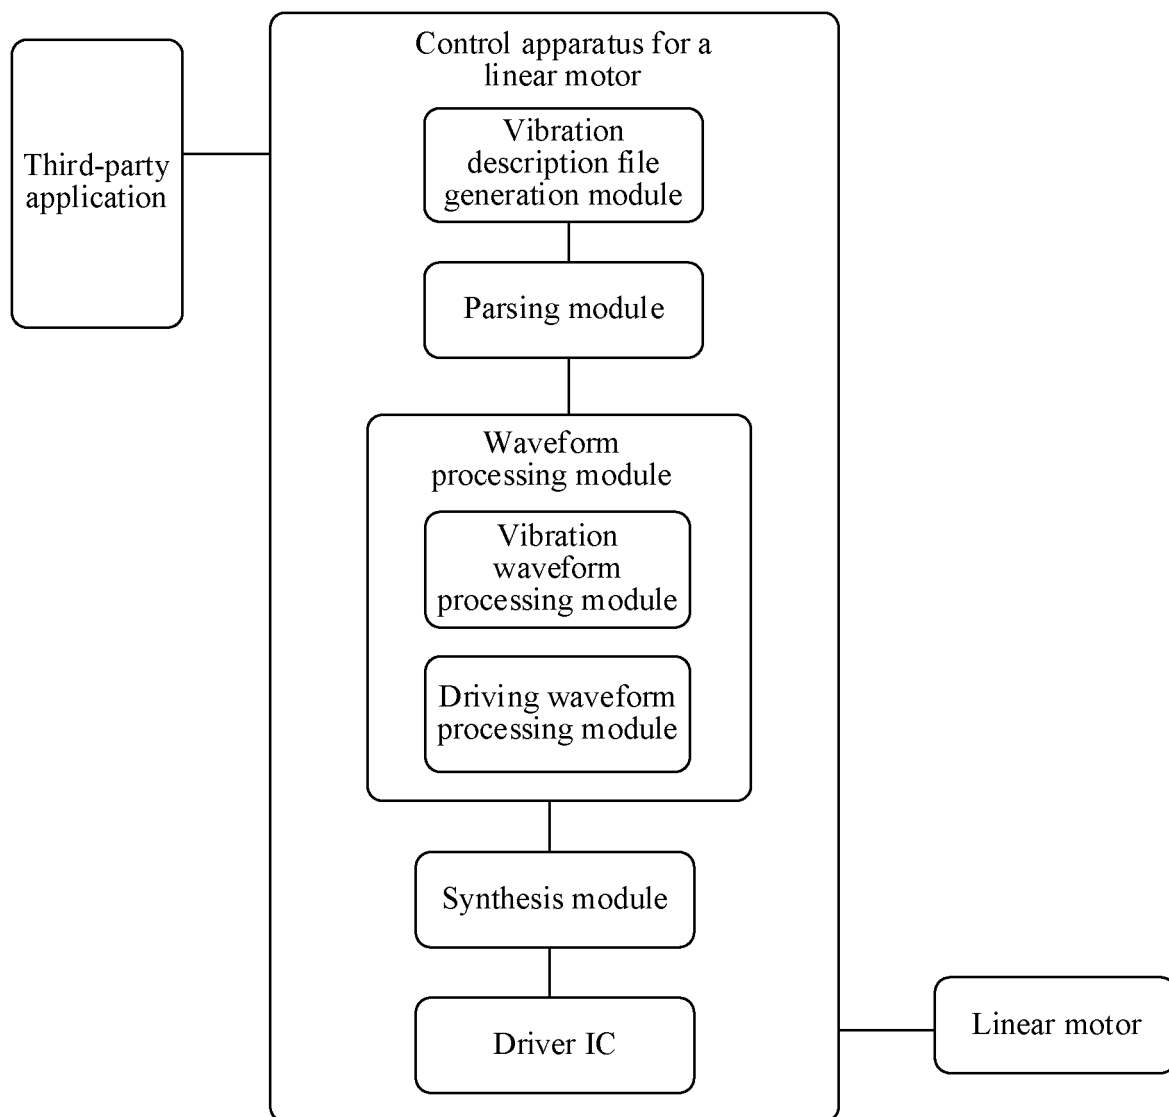 Control apparatus for a
linear motor
Third-party
application
Vibration
description file
generation module
Parsing module
Waveform
processing module
Vibration
waveform
processing module
Driving waveform
processing module
Synthesis module
Driver IC
Linear motor